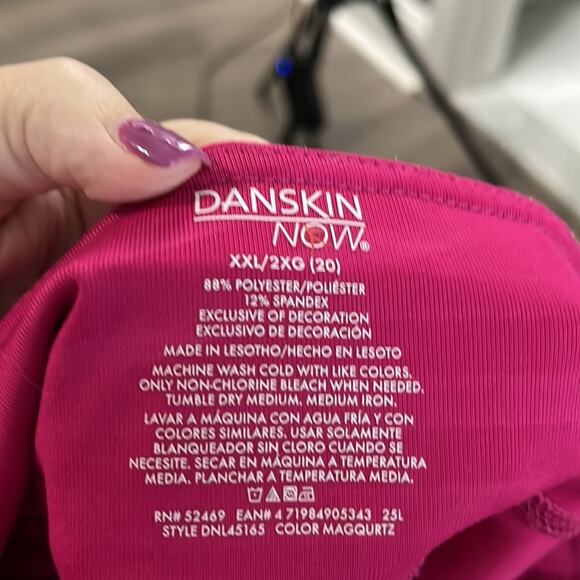 DANSKIN
NOW®
XXL/2XG (20)
88% POLYESTER/POLIÉSTER
12% SPANDEX
EXCLUSIVE OF DECORATION
EXCLUSIVO DE DECORACIÓN
MADE IN LESOTHO/HECHO EN LESOTO
MACHINE WASH COLD WITH LIKE COLORS.
ONLY NON-CHLORINE BLEACH WHEN NEEDED.
TUMBLE DRY MEDIUM. MEDIUM IRON.
LAVAR A MÁQUINA CON AGUA FRÍA Y CON
COLORES SIMILARES. USAR SOLAMENTE
BLANQUEADOR SIN CLORO CUANDO SE
NECESITE. SECAR EN MÁQUINA A TEMPERATURA
MEDIA. PLANCHAR A TEMPERATURA MEDIA.
RN# 52469 EAN# 4 71984905343 25L
STYLE DNL45165 COLOR MAGQURTZ